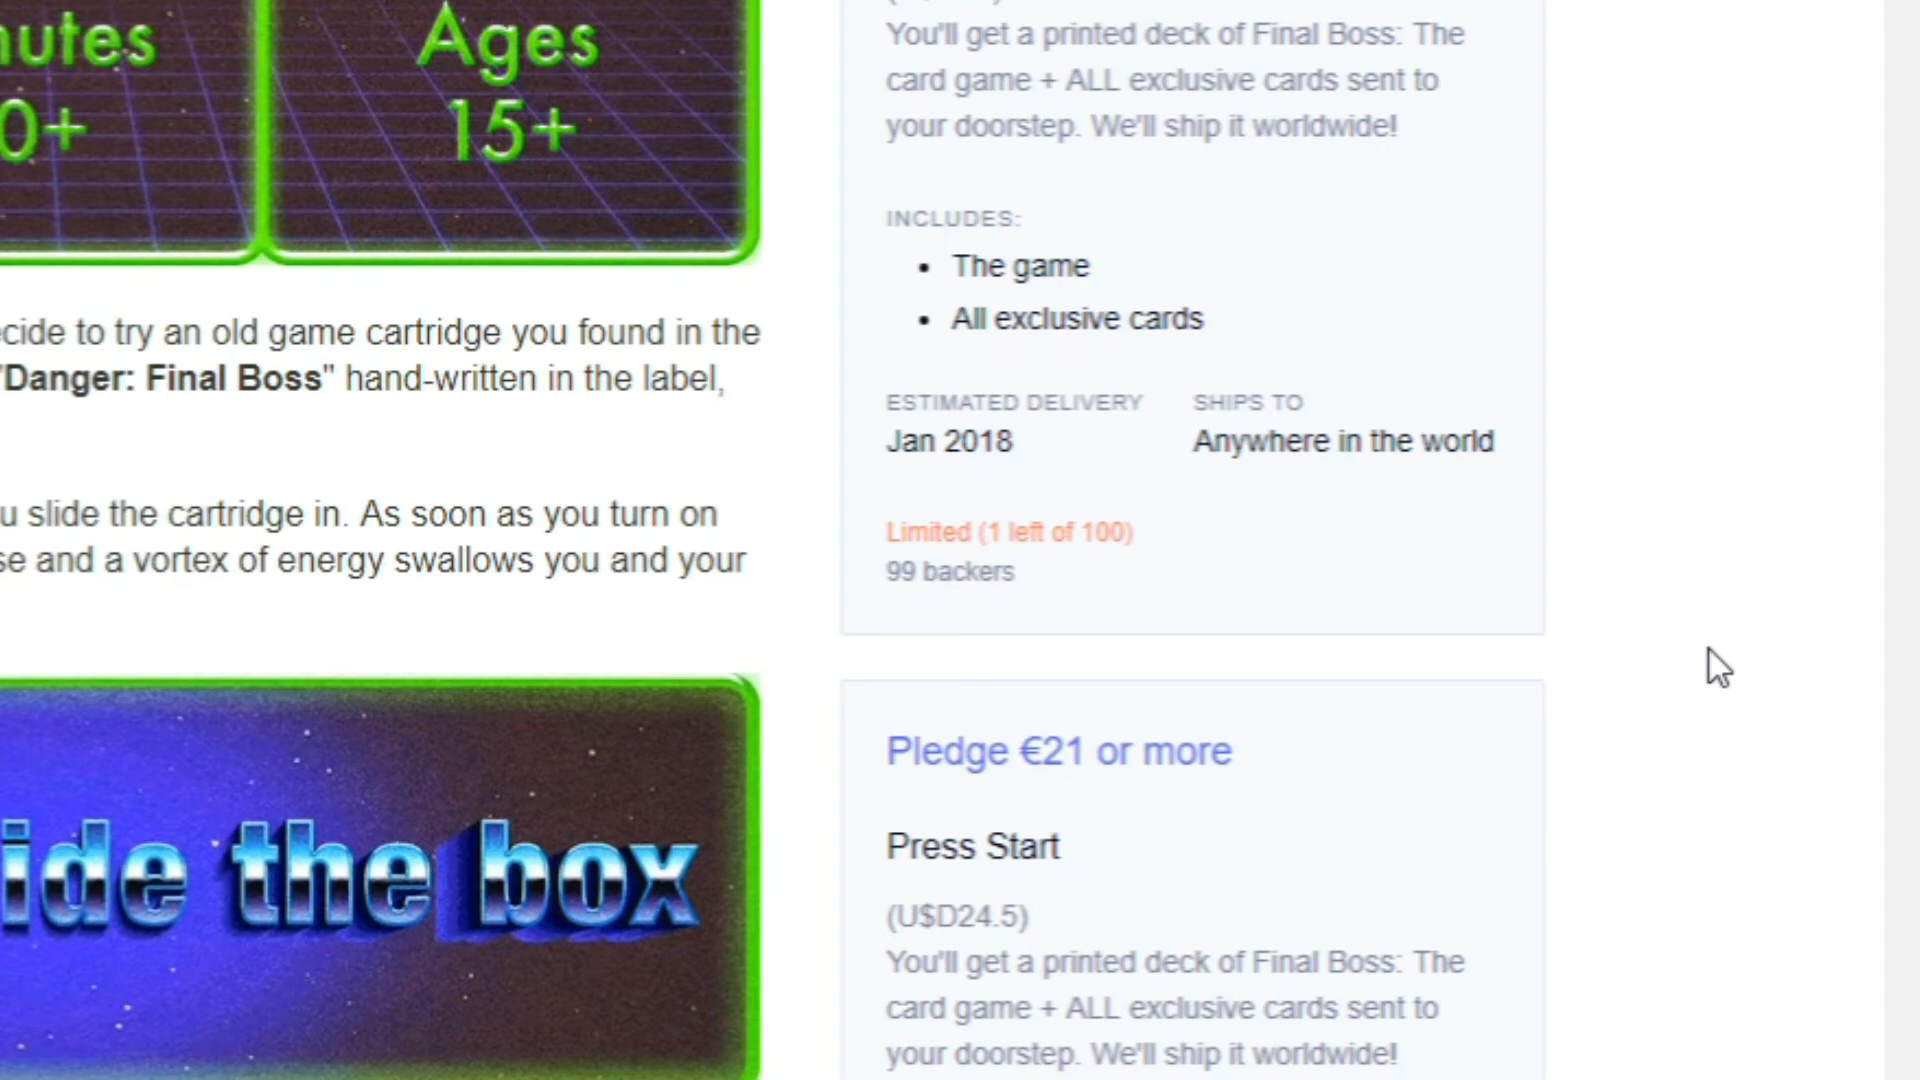 Ages
15+
0+
cide to try an old game cartridge you found in the
"Danger: Final Boss" hand-written in the label,
u slide the cartridge in. As soon as you turn on
se and a vortex of energy swallows you and your
ide the box
You'll get a printed deck of Final Boss: The
card game + ALL exclusive cards sent to
your doorstep. We'll ship it worldwide!
INCLUDES:
• The game
• All exclusive cards
ESTIMATED DELIVERY
Jan 2018
SHIPS TO
Anywhere in the world
Limited (1 left of 100)
99 backers
Pledge €21 or more
Press Start
(U$D24.5)
You'll get a printed deck of Final Boss: The
card game + ALL exclusive cards sent to
your doorstep. We'll ship it worldwide!